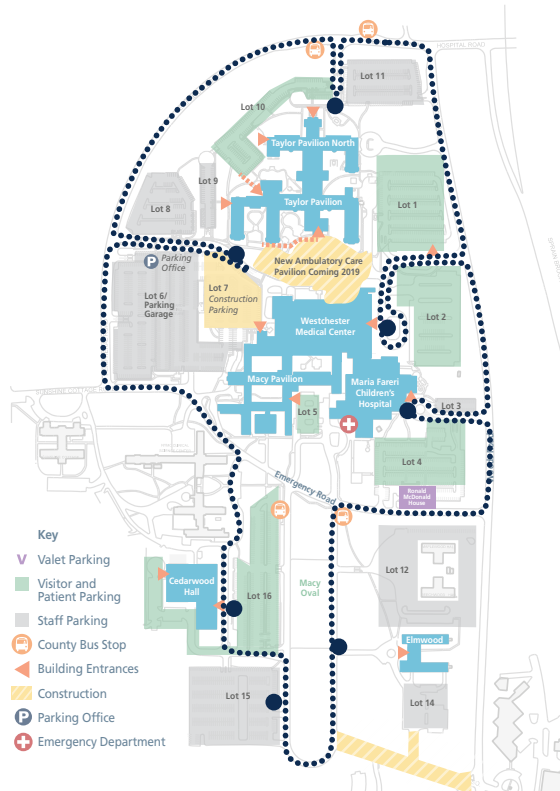 HOSPITAL ROAD
Lot 11
Lot 10
Taylor Pavilion North
Lot 9
Taylor Pavilion
Lot 8
Lot 1
P
Parking
Office
New Ambulatory Care
Pavilion Coming 2019
Lot 6/
Parking
Garage
Lot 7
Construction
Parking
Lot 2
Westchester
Medical Center
Macy Pavilion
Maria Fareri
Children's
Hospital
Lot 5
Lot 3
Lot 4
Ronald
McDonald
House
Emergency Road
Key
V Valet Parking
Visitor and
Patient Parking
Staff Parking
County Bus Stop
Building Entrances
Construction
P Parking Office
Emergency Department
Cedarwood
Hall
Lot 16
Macy
Oval
Lot 12
Elmwood
Lot 15
Lot 14